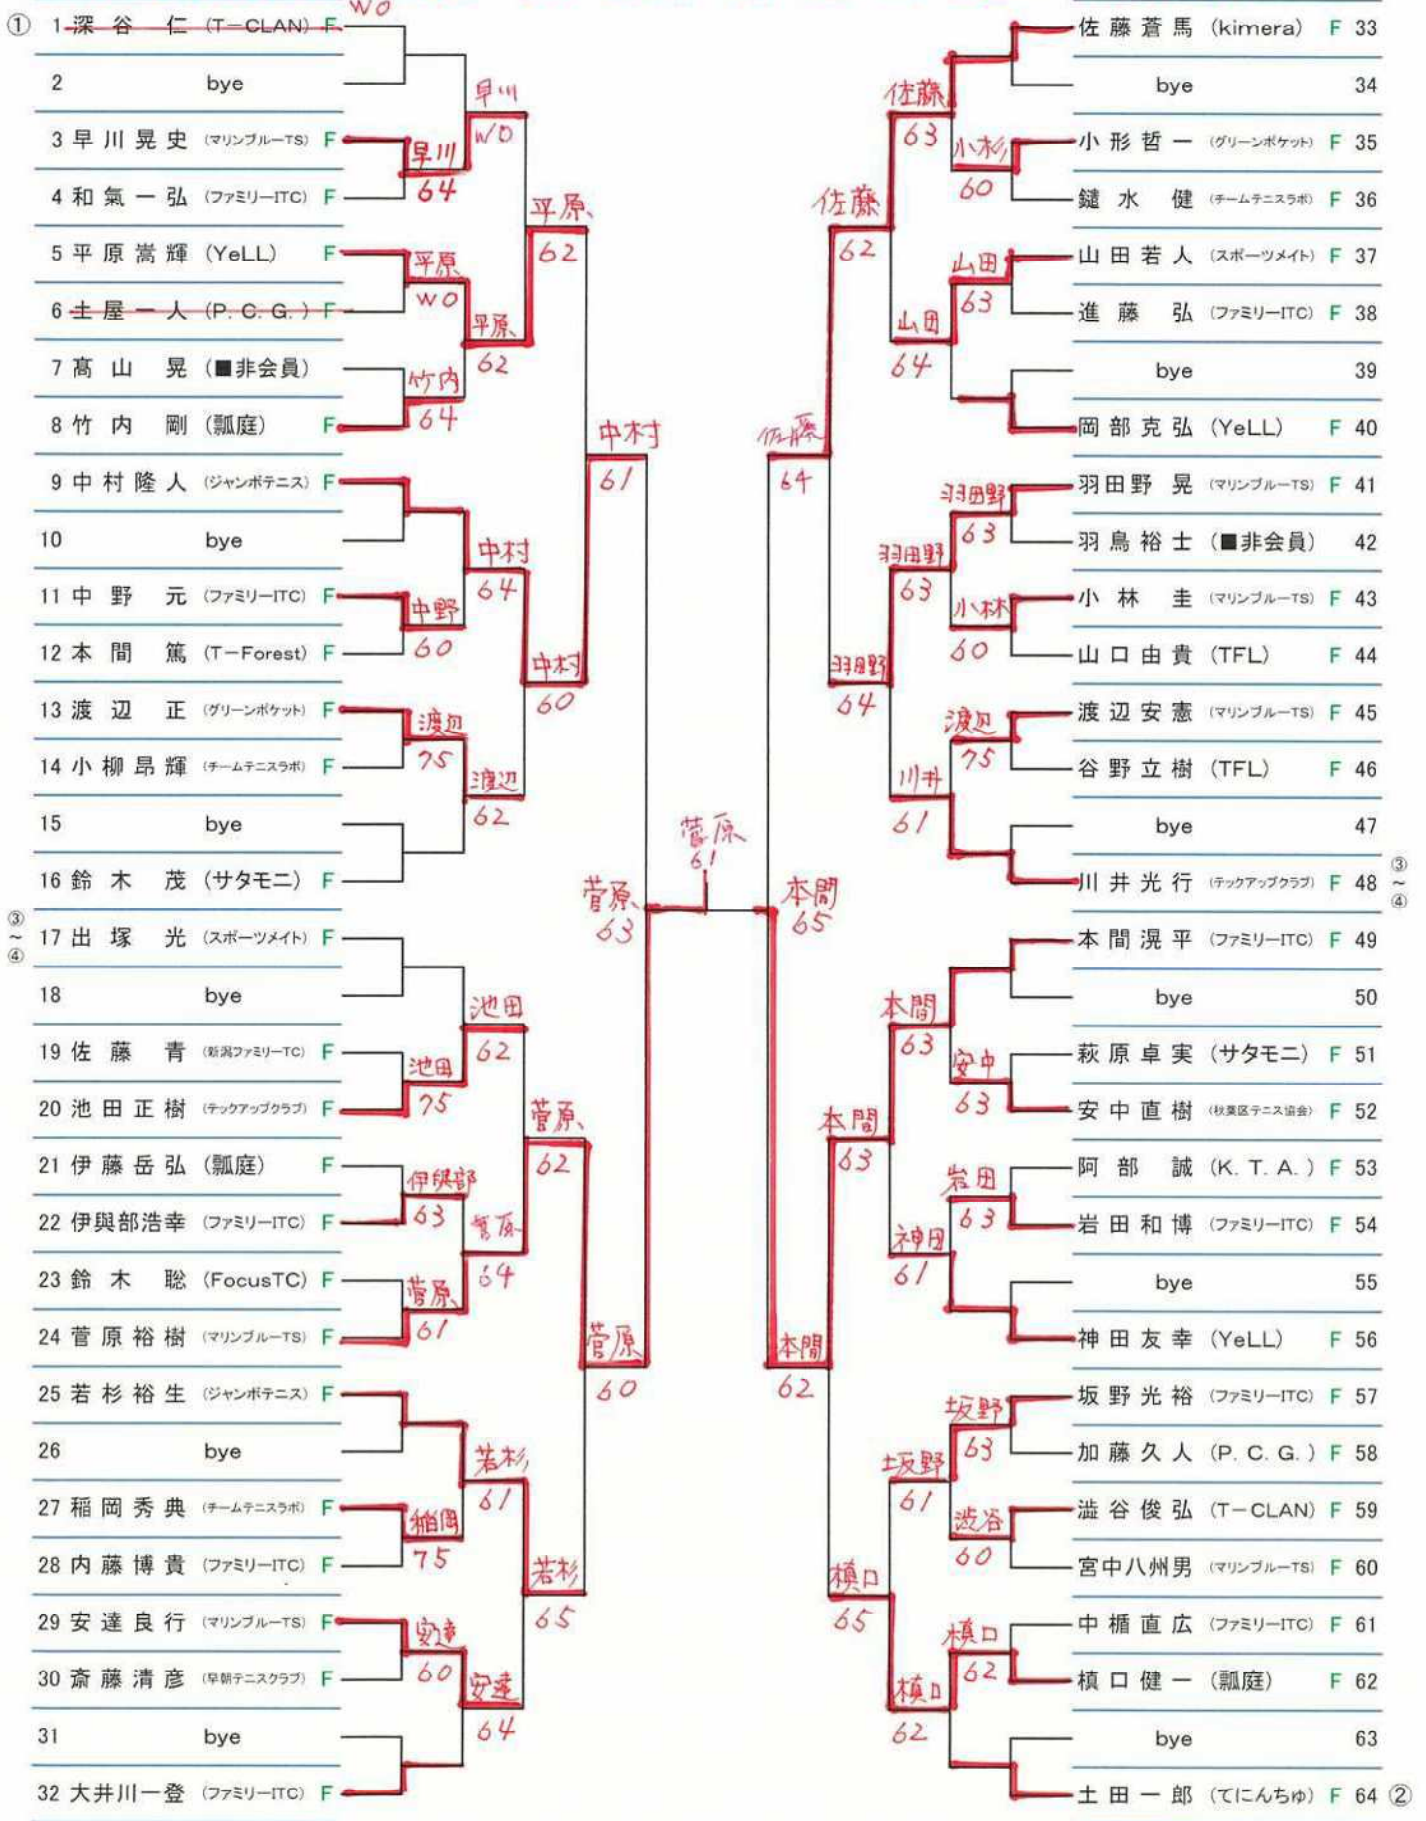 WO
① 1 深谷 仁 (T-CLAN) F
2 bye
3 早川晃史 (マリンブルーTS) F
4 和氣一弘 (ファミリーITC) F
5 平原嵩輝 (YeLL) F
6 土屋一人 (P.C.G.) F
7 髙山 晃 (■非会員)
8 竹内 剛 (瓢庭) F
9 中村隆人 (ジャンボテニス) F
10 bye
11 中野 元 (ファミリーITC) F
12 本間 篤 (T-Forest) F
13 渡辺 正 (グリーンポケット) F
14 小柳昂輝 (チームテニスラボ) F
15 bye
16 鈴木 茂 (サタモニ) F
③~④ 17 出塚 光 (スポーツメイト) F
18 bye
19 佐藤 青 (新潟ファミリーTC) F
20 池田正樹 (テックアップクラブ) F
21 伊藤岳弘 (瓢庭) F
22 伊與部浩幸 (ファミリーITC) F
23 鈴木 聡 (FocusTC) F
24 菅原裕樹 (マリンブルーTS) F
25 若杉裕生 (ジャンボテニス) F
26 bye
27 稲岡秀典 (チームテニスラボ) F
28 内藤博貴 (ファミリーITC) F
29 安達良行 (マリンブルーTS) F
30 斎藤清彦 (早朝テニスクラブ) F
31 bye
32 大井川一登 (ファミリーITC) F
早川
64
平原
WO
竹内
64
中野
60
渡辺
75
池田
75
伊與部
63
菅原
61
稲岡
75
安達
60
早川
WO
平原
62
中村
64
渡辺
62
池田
62
菅原
64
若杉
61
安達
64
平原
62
中村
60
菅原
62
若杉
65
中村
61
菅原
60
菅原
63
菅原
61
本間
65
佐藤
64
本間
62
佐藤
62
羽田野
64
本間
63
槙口
65
佐藤
63
山田
64
羽田野
63
川井
61
本間
63
神田
61
坂野
61
槙口
62
小杉
60
山田
63
羽田野
63
小林
60
渡辺
75
安中
63
岩田
63
坂野
63
渋谷
60
槙口
62
佐藤蒼馬 (kimera) F 33
bye 34
小形哲一 (グリーンポケット) F 35
鑓水 健 (チームテニスラボ) F 36
山田若人 (スポーツメイト) F 37
進藤 弘 (ファミリーITC) F 38
bye 39
岡部克弘 (YeLL) F 40
羽田野 晃 (マリンブルーTS) F 41
羽鳥裕士 (■非会員) 42
小林 圭 (マリンブルーTS) F 43
山口由貴 (TFL) F 44
渡辺安憲 (マリンブルーTS) F 45
谷野立樹 (TFL) F 46
bye 47
川井光行 (テックアップクラブ) F 48 ③~④
本間滉平 (ファミリーITC) F 49
bye 50
萩原卓実 (サタモニ) F 51
安中直樹 (秋葉区テニス協会) F 52
阿部 誠 (K.T.A.) F 53
岩田和博 (ファミリーITC) F 54
bye 55
神田友幸 (YeLL) F 56
坂野光裕 (ファミリーITC) F 57
加藤久人 (P.C.G.) F 58
澁谷俊弘 (T-CLAN) F 59
宮中八州男 (マリンブルーTS) F 60
中楯直広 (ファミリーITC) F 61
槙口健一 (瓢庭) F 62
bye 63
土田一郎 (てにんちゅ) F 64 ②